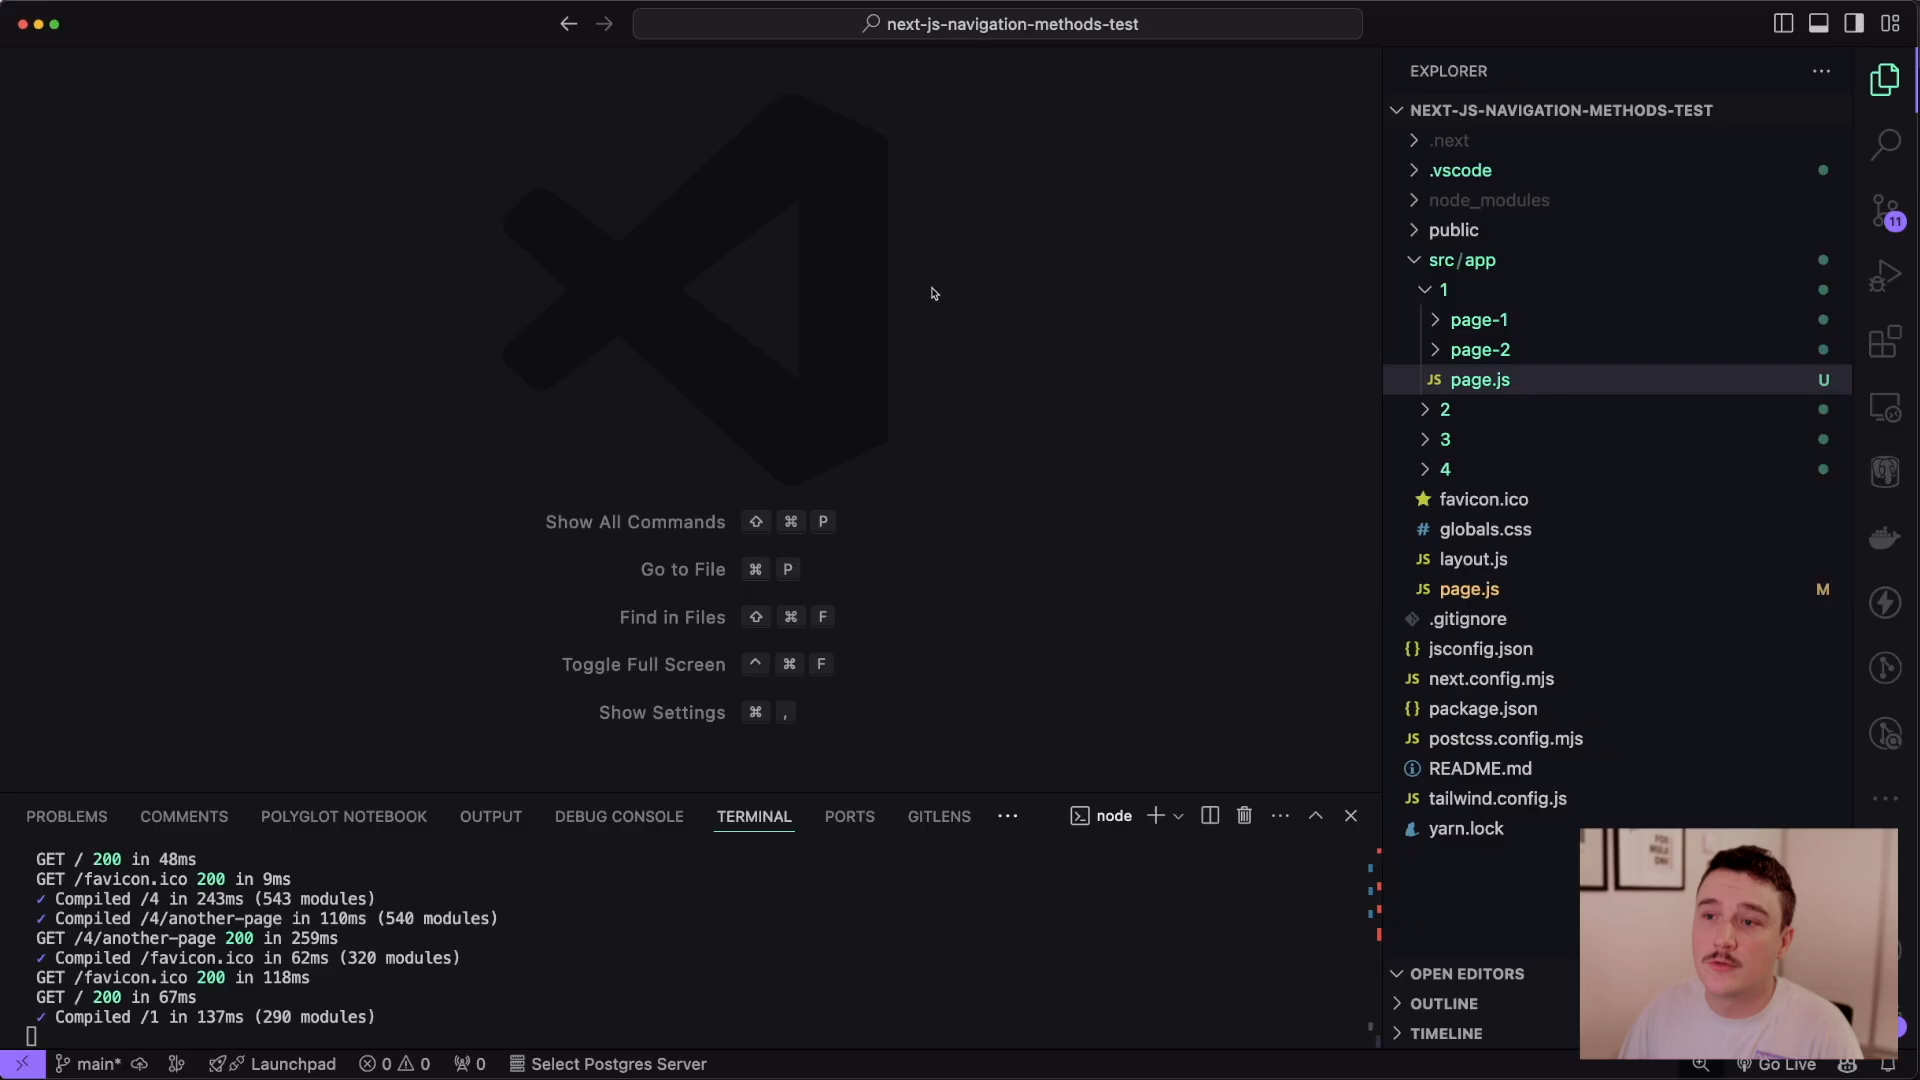 next-js-navigation-methods-test
EXPLORER
NEXT-JS-NAVIGATION-METHODS-TEST
.next
.vscode
node_modules
public
src/app
1
page-1
page-2
JS page.js U
2
3
4
favicon.ico
# globals.css
JS layout.js
JS page.js M
.gitignore
{} jsconfig.json
JS next.config.mjs
{} package.json
JS postcss.config.mjs
README.md
JS tailwind.config.js
yarn.lock
OPEN EDITORS
OUTLINE
TIMELINE
11
Show All Commands ⇧ ⌘ P
Go to File ⌘ P
Find in Files ⇧ ⌘ F
Toggle Full Screen ^ ⌘ F
Show Settings ⌘ ,
PROBLEMS COMMENTS POLYGLOT NOTEBOOK OUTPUT DEBUG CONSOLE TERMINAL PORTS GITLENS ... node
GET / 200 in 48ms
GET /favicon.ico 200 in 9ms
✓ Compiled /4 in 243ms (543 modules)
✓ Compiled /4/another-page in 110ms (540 modules)
GET /4/another-page 200 in 259ms
✓ Compiled /favicon.ico in 62ms (320 modules)
GET /favicon.ico 200 in 118ms
GET / 200 in 67ms
✓ Compiled /1 in 137ms (290 modules)
main* Launchpad 0 0 0 Select Postgres Server Go Live